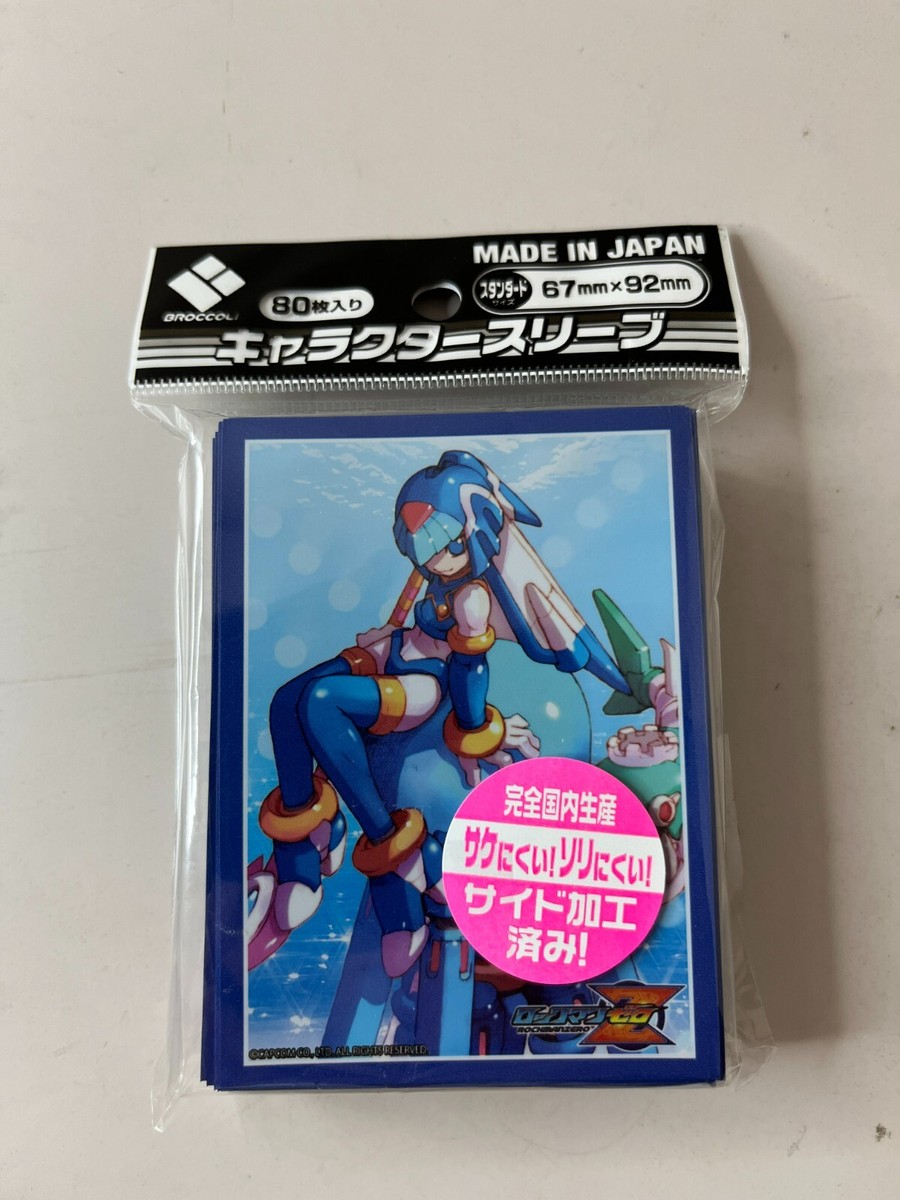 MADE IN JAPAN
BROCCOLI
80枚入り
スタンダード
サイズ
67mm×92mm
キャラクタースリーブ
完全国内生産
サケにくい!ソリにくい!
サイド加工
済み!
ロックマンゼロ
ROCKMANZERO
Z
©CAPCOM CO., LTD. ALL RIGHTS RESERVED.